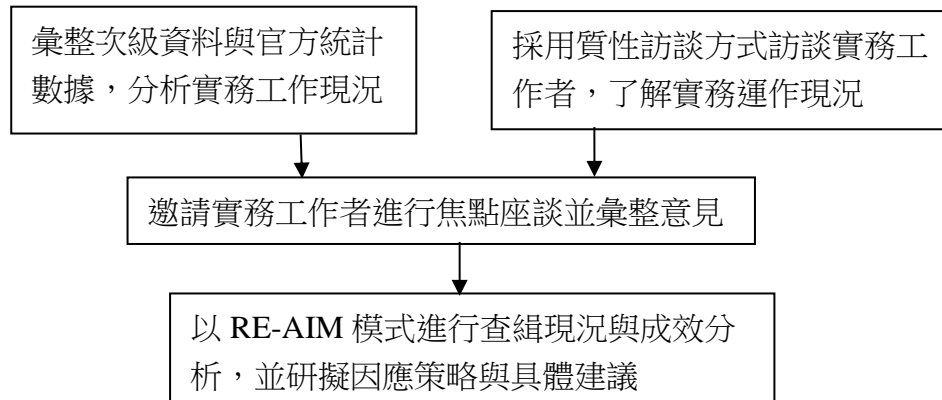 彙整次級資料與官方統計
數據，分析實務工作現況
採用質性訪談方式訪談實務工
作者，了解實務運作現況
邀請實務工作者進行焦點座談並彙整意見
以 RE-AIM 模式進行查緝現況與成效分
析，並研擬因應策略與具體建議